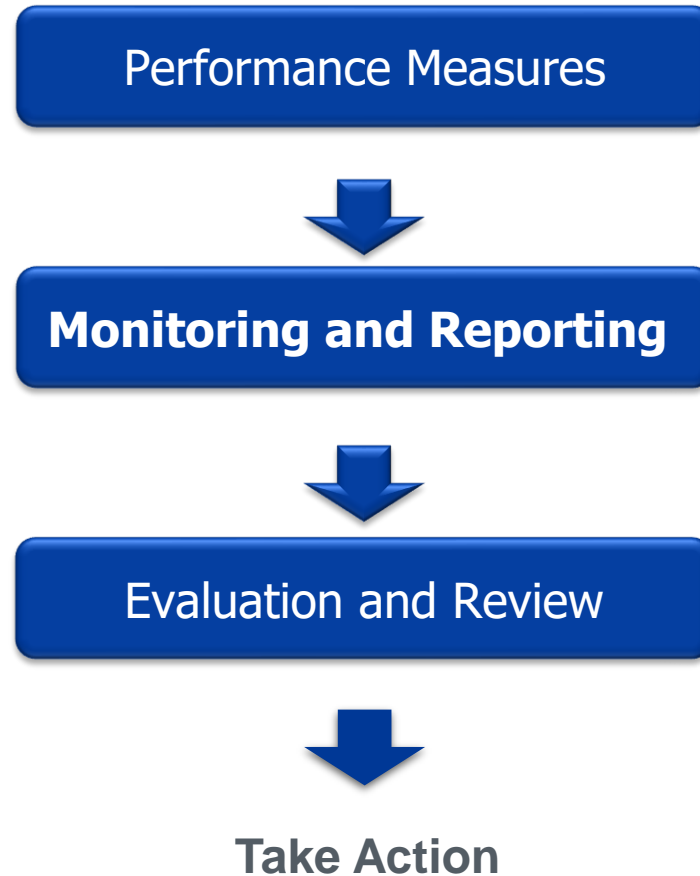 Performance Measures
Monitoring and Reporting
Evaluation and Review
Take Action